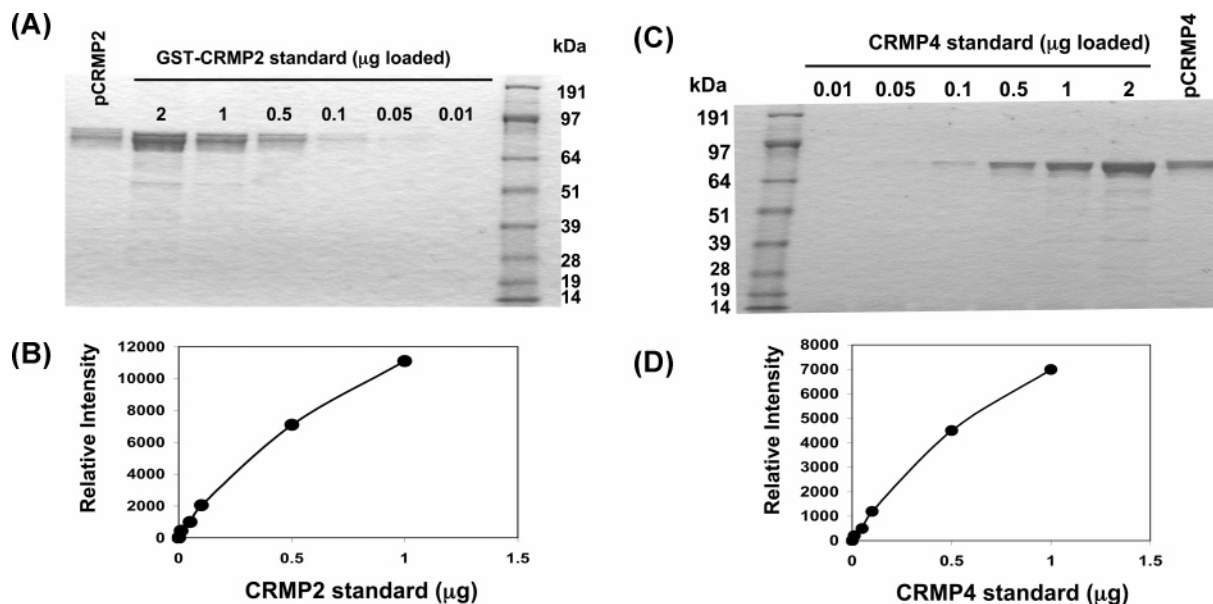 (A)
GST-CRMP2 standard (μg loaded)
pCRMP2
2 1 0.5 0.1 0.05 0.01
kDa
191
97
64
51
39
28
19
14
(C)
CRMP4 standard (μg loaded)
pCRMP4
kDa
0.01 0.05 0.1 0.5 1 2
191
97
64
51
39
28
19
14
(B)
Relative Intensity
12000
10000
8000
6000
4000
2000
0
0 0.5 1 1.5
CRMP2 standard (μg)
(D)
Relative Intensity
8000
7000
6000
5000
4000
3000
2000
1000
0
0 0.5 1 1.5
CRMP4 standard (μg)